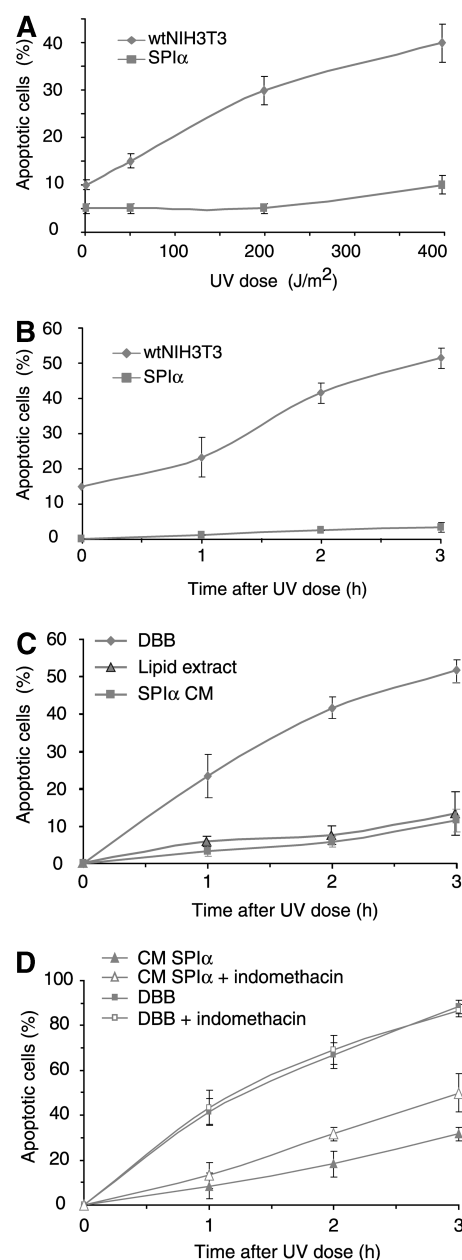 A
Apoptotic cells (%)
40
30
20
10
0
wtNIH3T3
SPIα
0 100 200 300 400
UV dose (J/m2)
B
Apoptotic cells (%)
60
50
40
30
20
10
0
wtNIH3T3
SPIα
0 1 2 3
Time after UV dose (h)
C
Apoptotic cells (%)
60
50
40
30
20
10
0
DBB
Lipid extract
SPIα CM
0 1 2 3
Time after UV dose (h)
D
CM SPIα
CM SPIα + indomethacin
DBB
DBB + indomethacin
Apoptotic cells (%)
100
80
60
40
20
0
0 1 2 3
Time after UV dose (h)